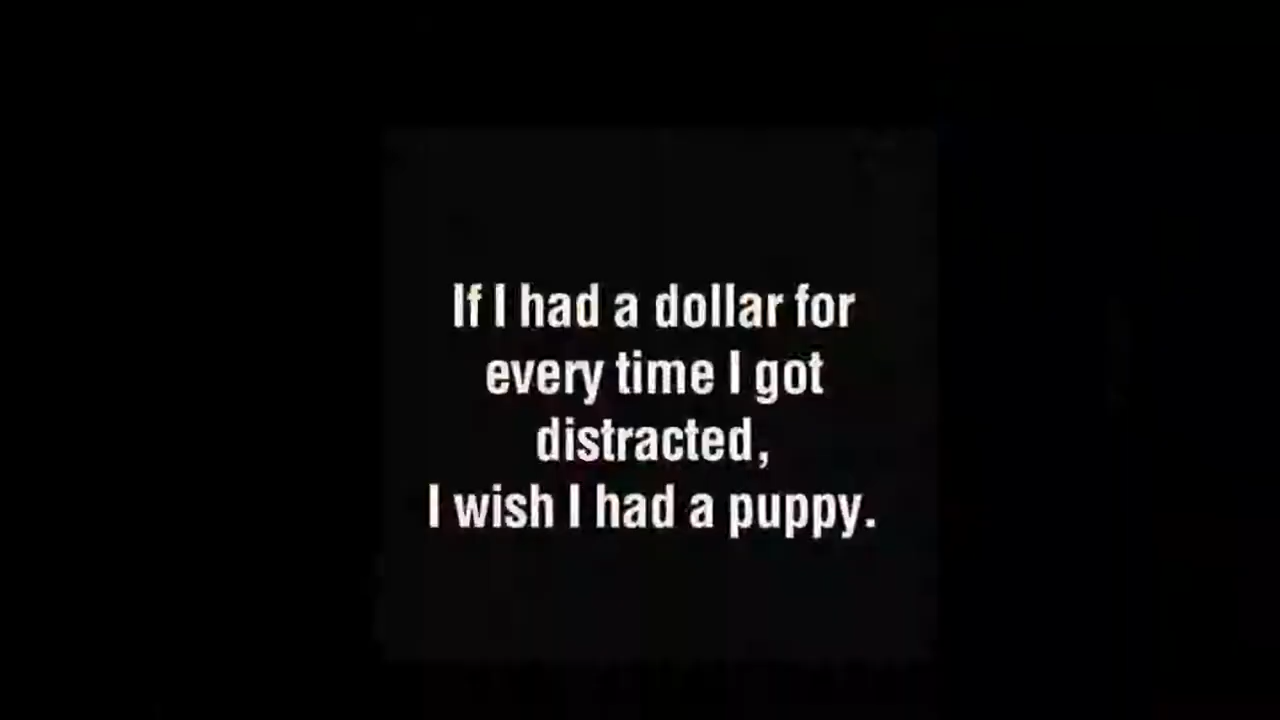 If I had a dollar for
every time I got
distracted,
I wish I had a puppy.